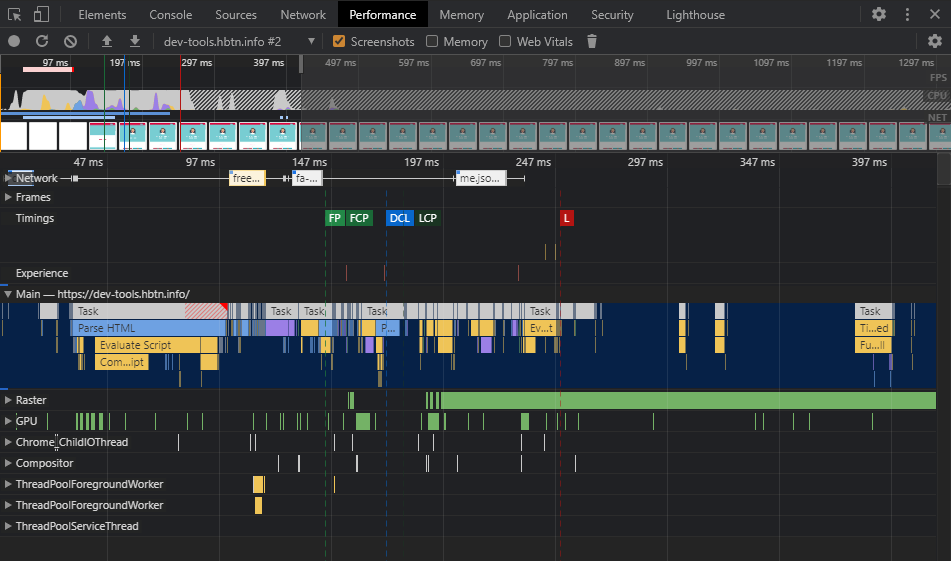 Elements Console Sources Network Performance Memory Application Security Lighthouse
dev-tools.hbtn.info #2 Screenshots Memory Web Vitals
97 ms 197 ms 297 ms 397 ms 497 ms 597 ms 697 ms 797 ms 897 ms 997 ms 1097 ms 1197 ms 1297 ms
FPS
CPU
NET
47 ms 97 ms 147 ms 197 ms 247 ms 297 ms 347 ms 397 ms
Network free... fa-... me.jso...
Frames
Timings FP FCP DCL LCP L
Experience
Main — https://dev-tools.hbtn.info/
Task Task Task Task Task Task
Parse HTML P... Ev...t Ti...ed
Evaluate Script Fu...ll
Com...ipt
Raster
GPU
Chrome_ChildIOThread
Compositor
ThreadPoolForegroundWorker
ThreadPoolForegroundWorker
ThreadPoolServiceThread